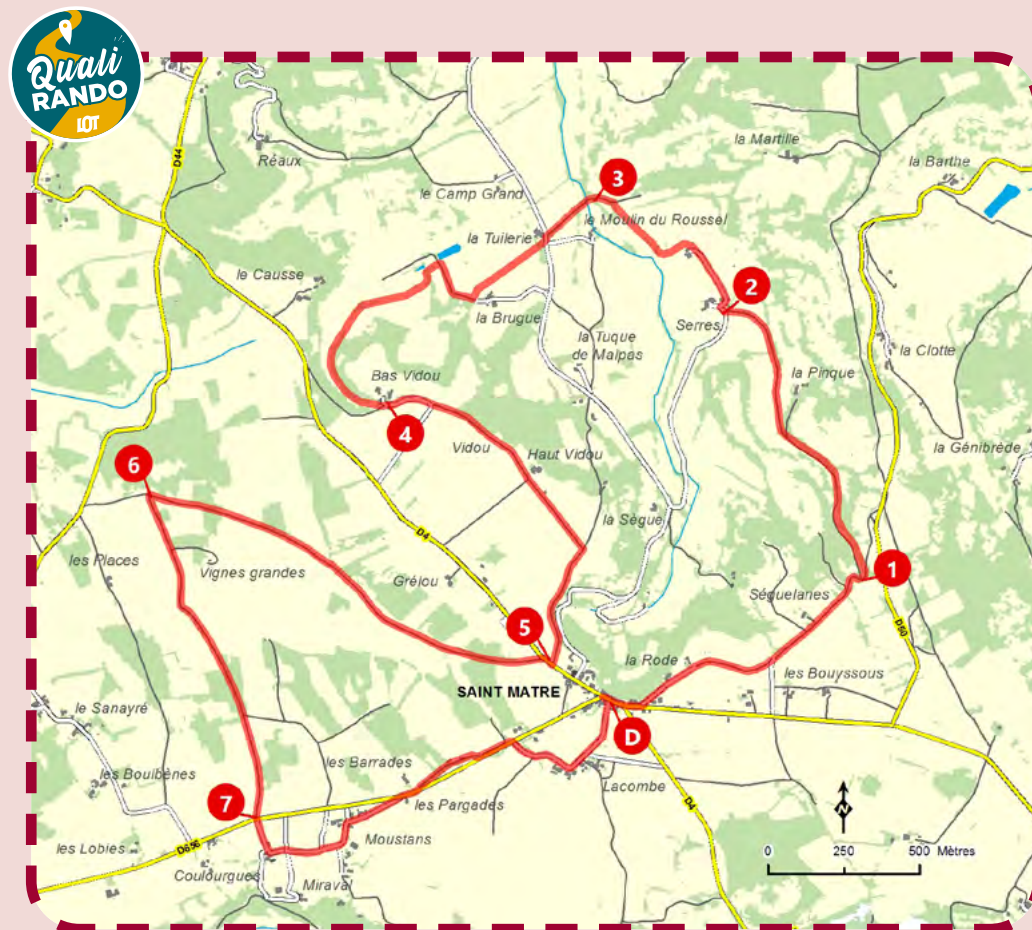 Quali
RANDO
LOT
D44
Réaux
la Martille
la Barthe
le Camp Grand
3
le Moulin du Roussel
la Tuilerie
le Causse
2
la Brugue
Serres
la Tuque
de Malpas
la Clotte
la Pinque
Bas Vidou
4
Vidou
Haut Vidou
la Génibrède
6
la Sègue
D4
les Places
Vignes grandes
Gréjou
1
Séguelanes
5
D50
la Rode
les Bouyssous
SAINT MATRE
le Sanayré
D
les Barrades
les Boulbènes
Lacombe
7
les Pargades
D4
N
les Lobies
D656
Moustans
0 250 500 Mètres
Coulourgues
Miraval